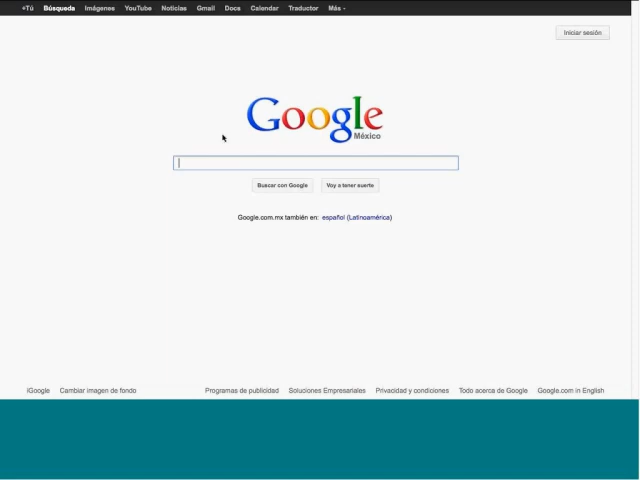 +Tú Búsqueda Imágenes YouTube Noticias Gmail Docs Calendar Traductor Más
Iniciar sesión
Google
México
Buscar con Google Voy a tener suerte
Google.com.mx también en: español (Latinoamérica)
iGoogle Cambiar imagen de fondo Programas de publicidad Soluciones Empresariales Privacidad y condiciones Todo acerca de Google Google.com in English